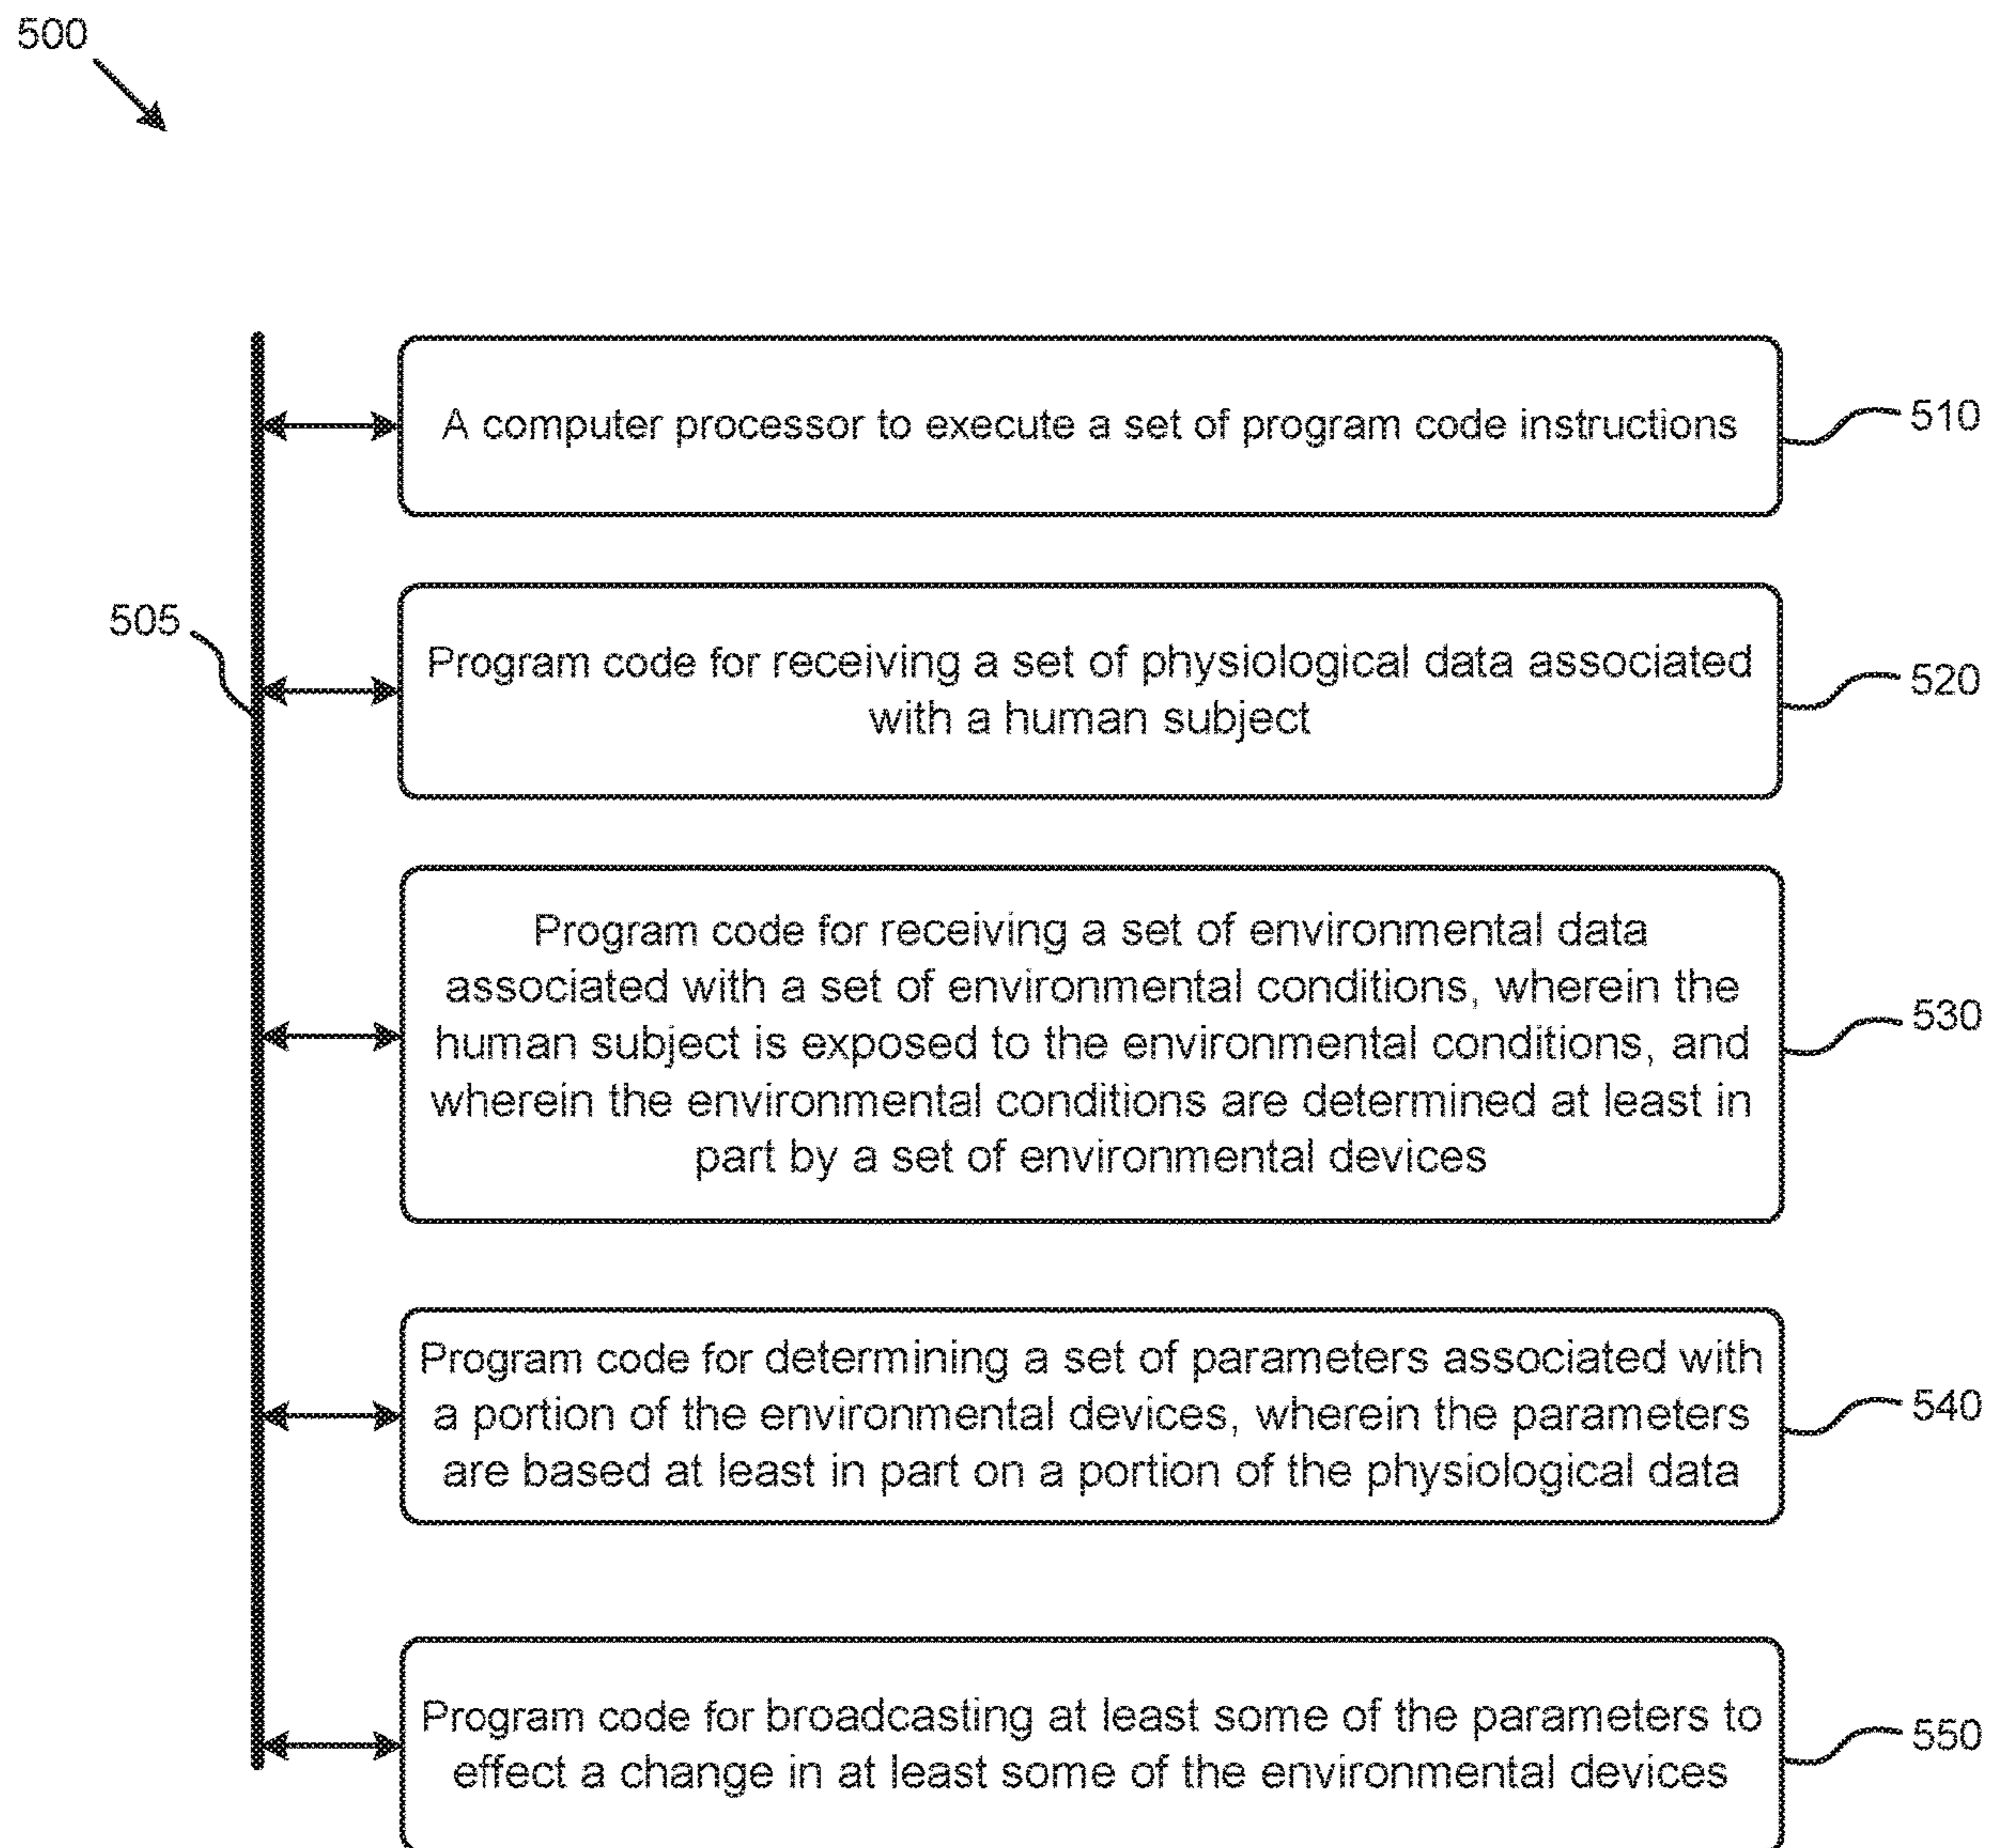 500
A computer processor to execute a set of program code instructions
510
505
Program code for receiving a set of physiological data associated
with a human subject
520
Program code for receiving a set of environmental data
associated with a set of environmental conditions, wherein the
human subject is exposed to the environmental conditions, and
wherein the environmental conditions are determined at least in
part by a set of environmental devices
530
Program code for determining a set of parameters associated with
a portion of the environmental devices, wherein the parameters
are based at least in part on a portion of the physiological data
540
Program code for broadcasting at least some of the parameters to
effect a change in at least some of the environmental devices
550